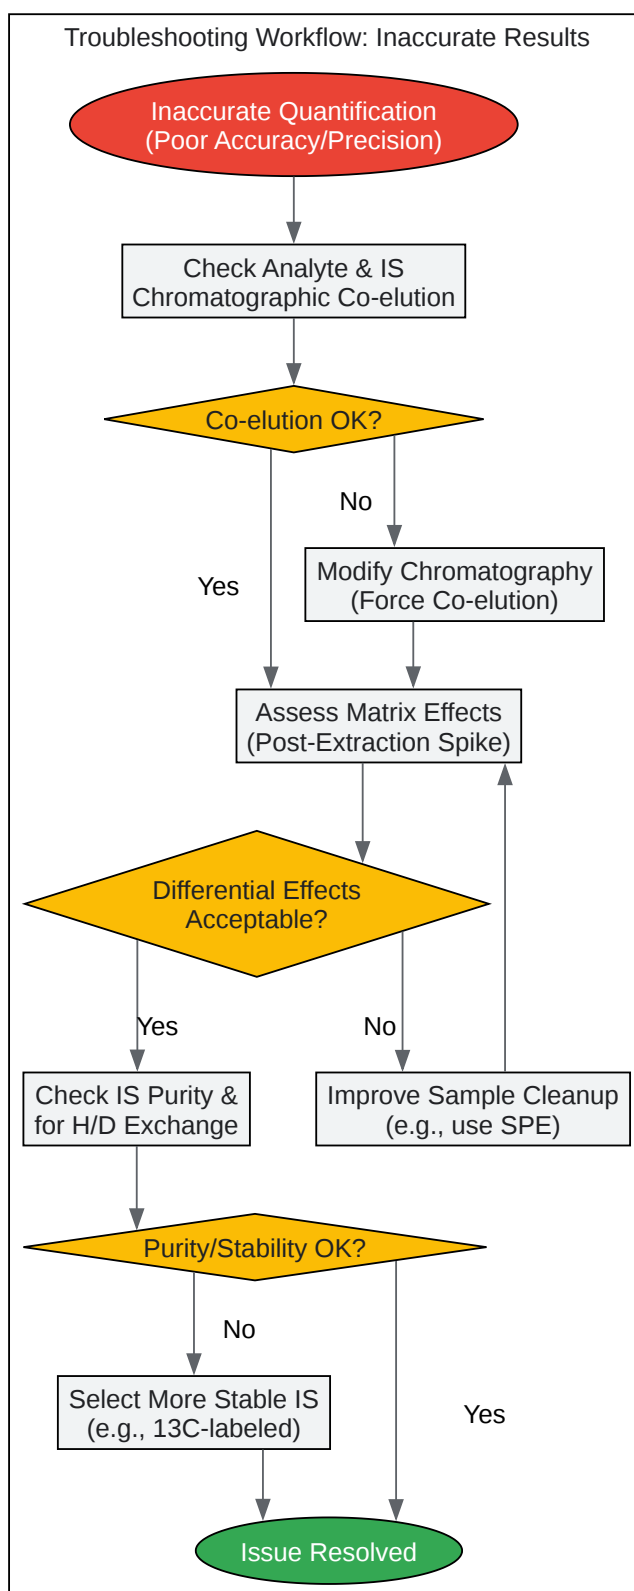 Troubleshooting Workflow: Inaccurate Results
Inaccurate Quantification
(Poor Accuracy/Precision)
Check Analyte & IS
Chromatographic Co-elution
Co-elution OK?
No
Yes
Modify Chromatography
(Force Co-elution)
Assess Matrix Effects
(Post-Extraction Spike)
Differential Effects
Acceptable?
Yes
No
Check IS Purity &
for H/D Exchange
Improve Sample Cleanup
(e.g., use SPE)
Purity/Stability OK?
No
Select More Stable IS
(e.g., 13C-labeled)
Yes
Issue Resolved